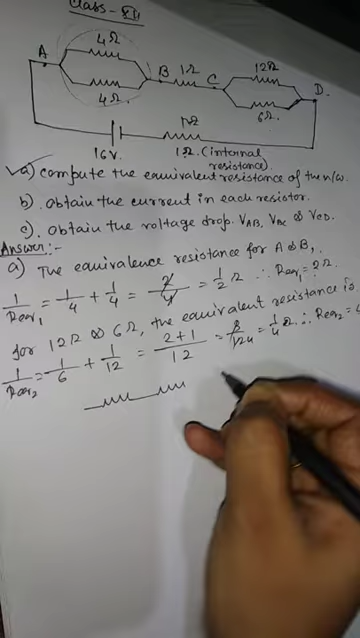 Class-
4Ω 12Ω
A B 1Ω C D
4Ω 6Ω
16V 1Ω (internal
resistance)
a) compute the equivalent resistance of the n/w.
b). obtain the current in each resistor.
c). obtain the voltage drop. VAB, VBC & VCD.
Answer:-
a) The equivalence resistance for A & B,
1/Req1 = 1/4 + 1/4 = 2/4 = 1/2 Ω ∴ Req1 = 2Ω
for 12Ω & 6Ω, the equivalent resistance is
1/Req2 = 1/6 + 1/12 = 2+1/12 = 3/12 4 = 1/4 Ω ∴ Req2 =